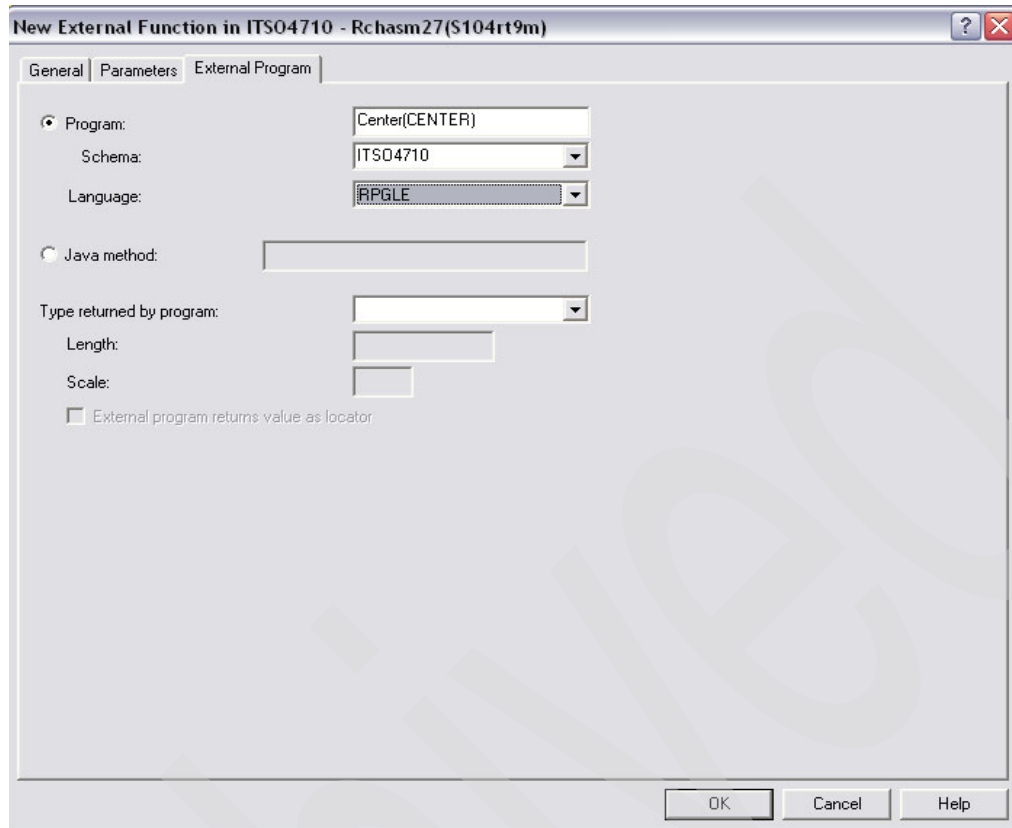 New External Function in ITSO4710 - Rchasm27(S104rt9m)
General Parameters External Program
Program: Center(CENTER)
Schema: ITSO4710
Language: RPGLE
Java method:
Type returned by program:
Length:
Scale:
External program returns value as locator
OK Cancel Help